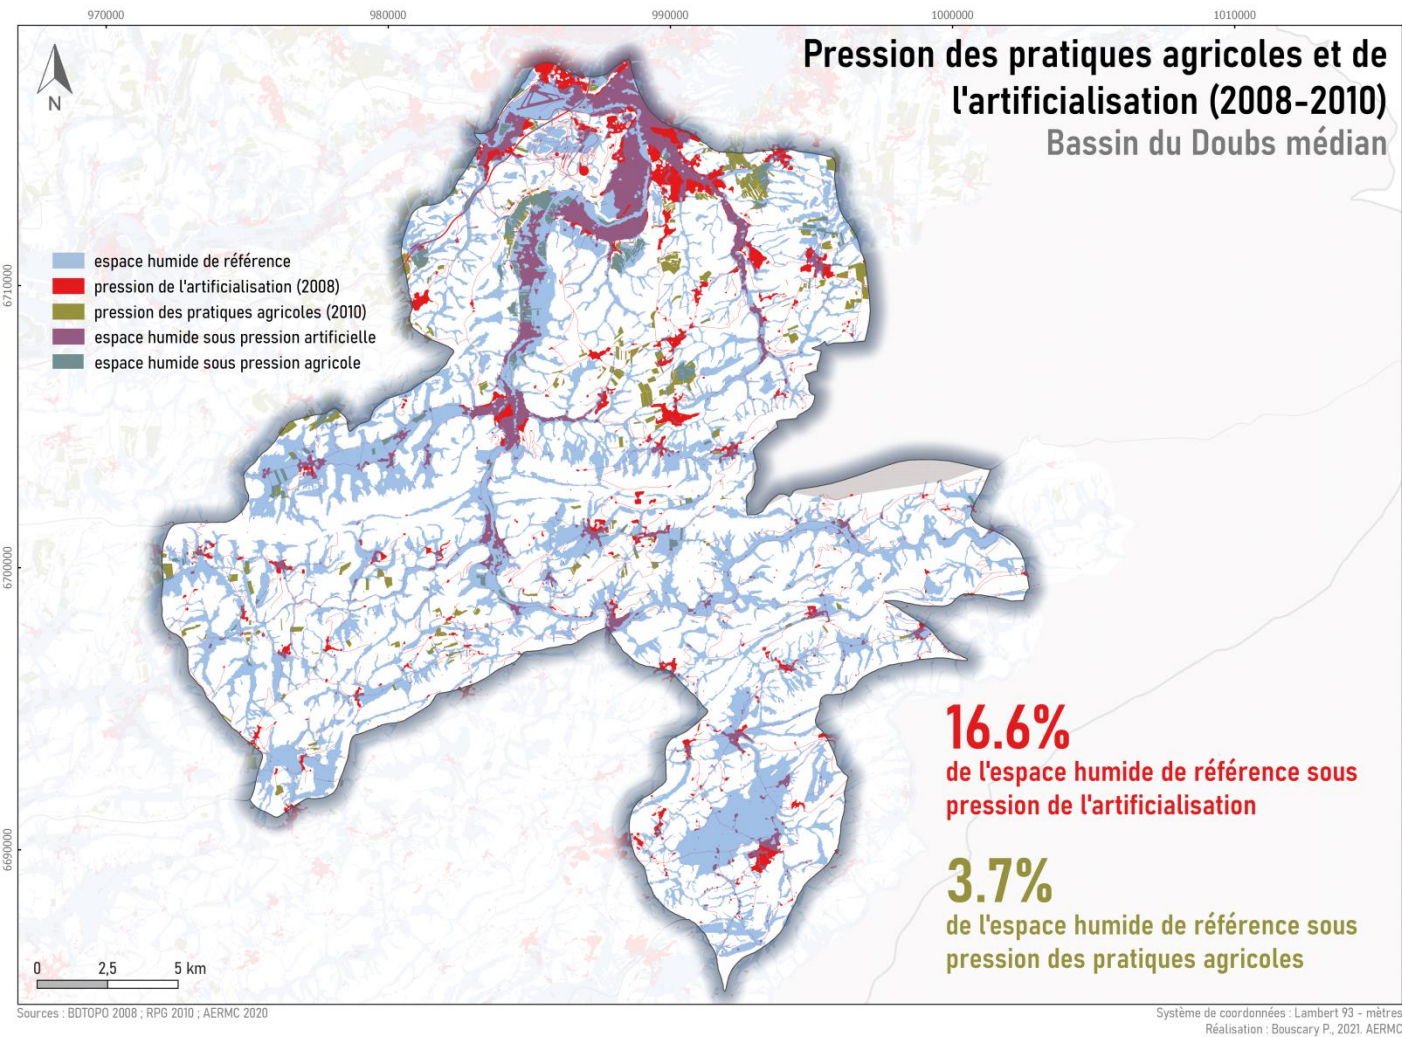 970000
980000
990000
1000000
1010000
Pression des pratiques agricoles et de
l'artificialisation (2008-2010)
Bassin du Doubs médian
N
espace humide de référence
pression de l'artificialisation (2008)
pression des pratiques agricoles (2010)
espace humide sous pression artificielle
espace humide sous pression agricole
6710000
6700000
6690000
16.6%
de l'espace humide de référence sous
pression de l'artificialisation
3.7%
de l'espace humide de référence sous
pression des pratiques agricoles
0 2,5 5 km
Sources : BDTOPO 2008 ; RPG 2010 ; AERMC 2020
Système de coordonnées : Lambert 93 - mètres
Réalisation : Bouscary P., 2021. AERMC